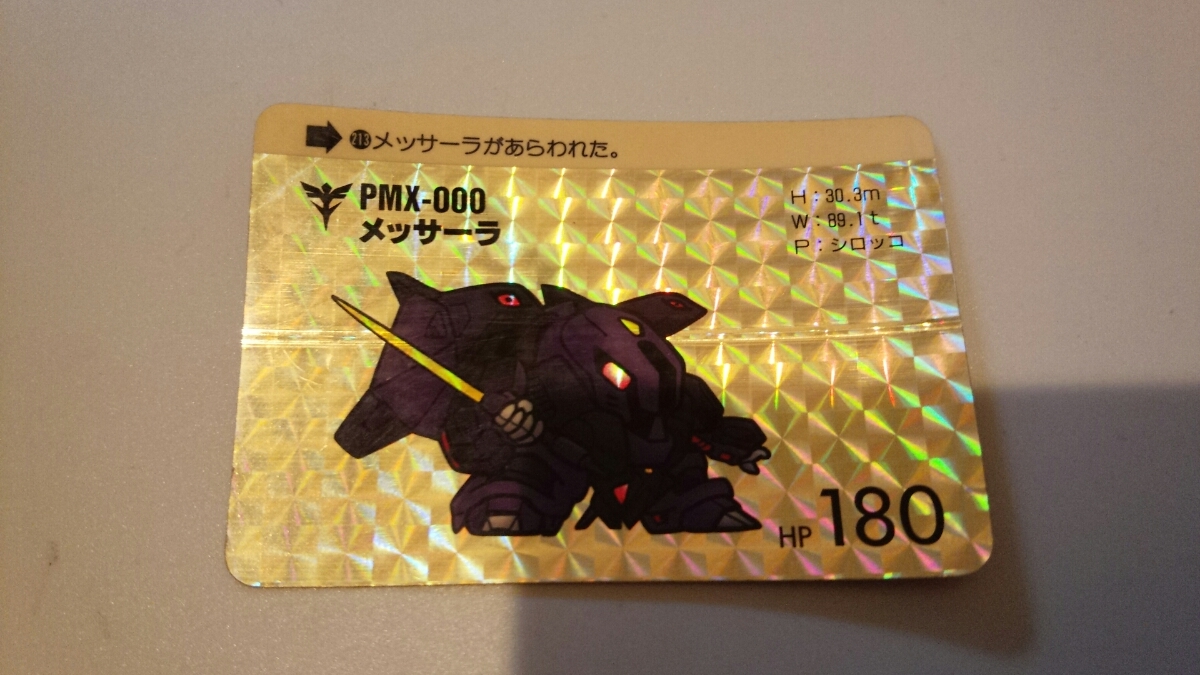 ➡213メッサーラがあらわれた。
PMX-000
メッサーラ
H：30.3m
W：89.1t
P：シロッコ
HP 180